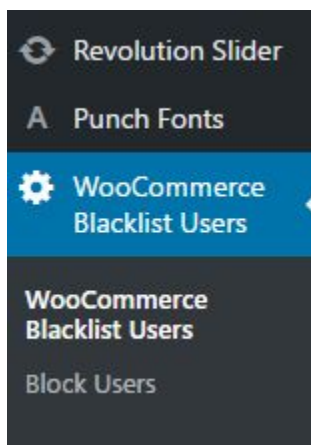 Revolution Slider
A Punch Fonts
WooCommerce
Blacklist Users
WooCommerce
Blacklist Users
Block Users